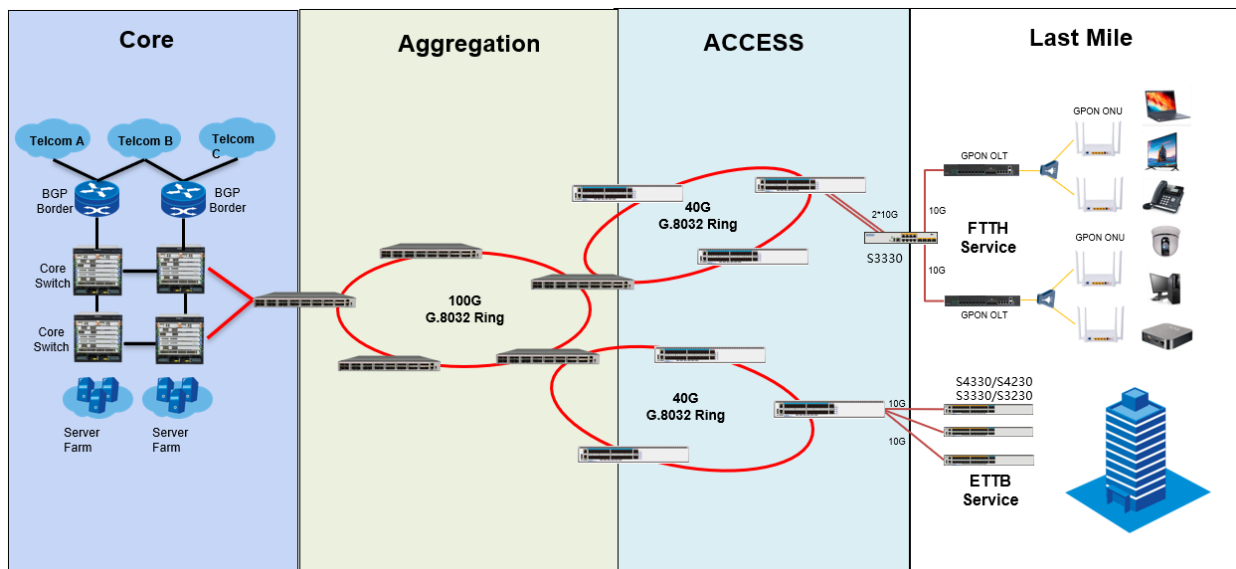 Core
Aggregation
ACCESS
Last Mile
Telcom A
Telcom B
Telcom
C
BGP
Border
BGP
Border
Core
Switch
Core
Switch
Server
Farm
Server
Farm
100G
G.8032 Ring
40G
G.8032 Ring
40G
G.8032 Ring
2*10G
S3330
10G
10G
GPON OLT
GPON ONU
FTTH
Service
GPON ONU
GPON OLT
10G
10G
S4330/S4230
S3330/S3230
ETTB
Service